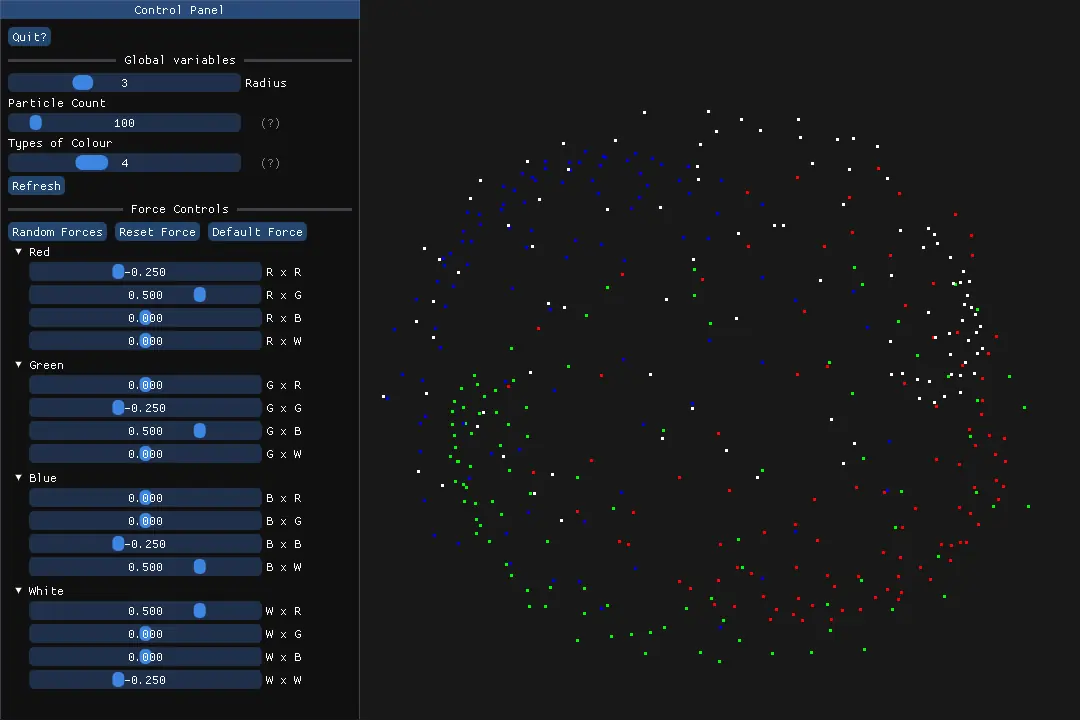 Control Panel
Quit?
Global variables
3 Radius
Particle Count
100 (?)
Types of Colour
4 (?)
Refresh
Force Controls
Random Forces Reset Force Default Force
Red
-0.250 R x R
0.500 R x G
0.000 R x B
0.000 R x W
Green
0.000 G x R
-0.250 G x G
0.500 G x B
0.000 G x W
Blue
0.000 B x R
0.000 B x G
-0.250 B x B
0.500 B x W
White
0.500 W x R
0.000 W x G
0.000 W x B
-0.250 W x W